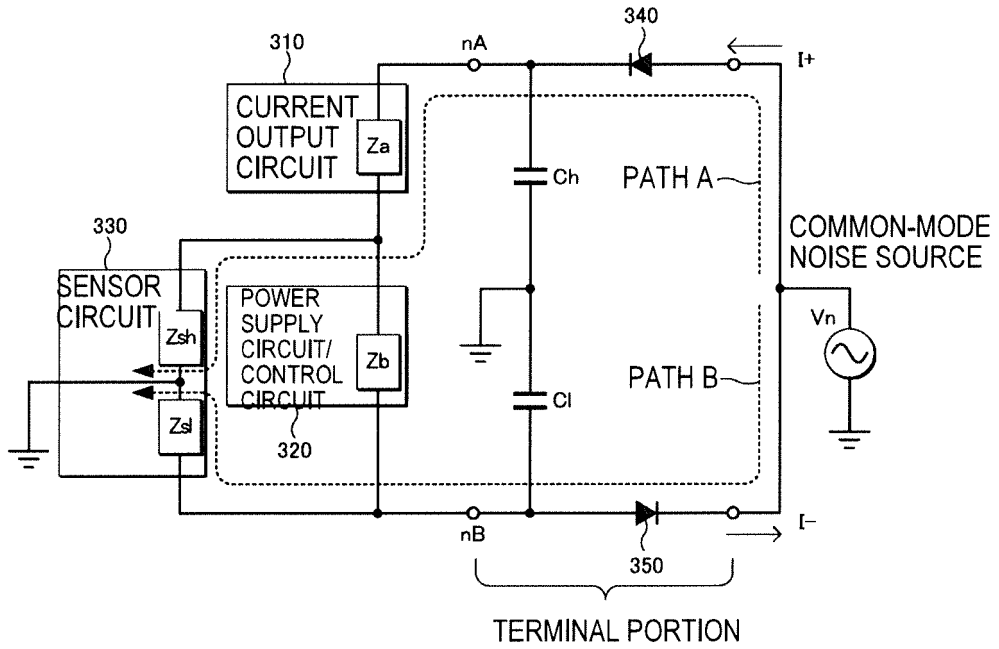 310
nA
340
I+
CURRENT
OUTPUT
CIRCUIT
Za
Ch
PATH A
COMMON-MODE
NOISE SOURCE
330
SENSOR
CIRCUIT
Zsh
POWER
SUPPLY
CIRCUIT/
CONTROL
CIRCUIT
Zb
Vn
PATH B
Cl
Zsl
320
nB
350
I-
TERMINAL PORTION